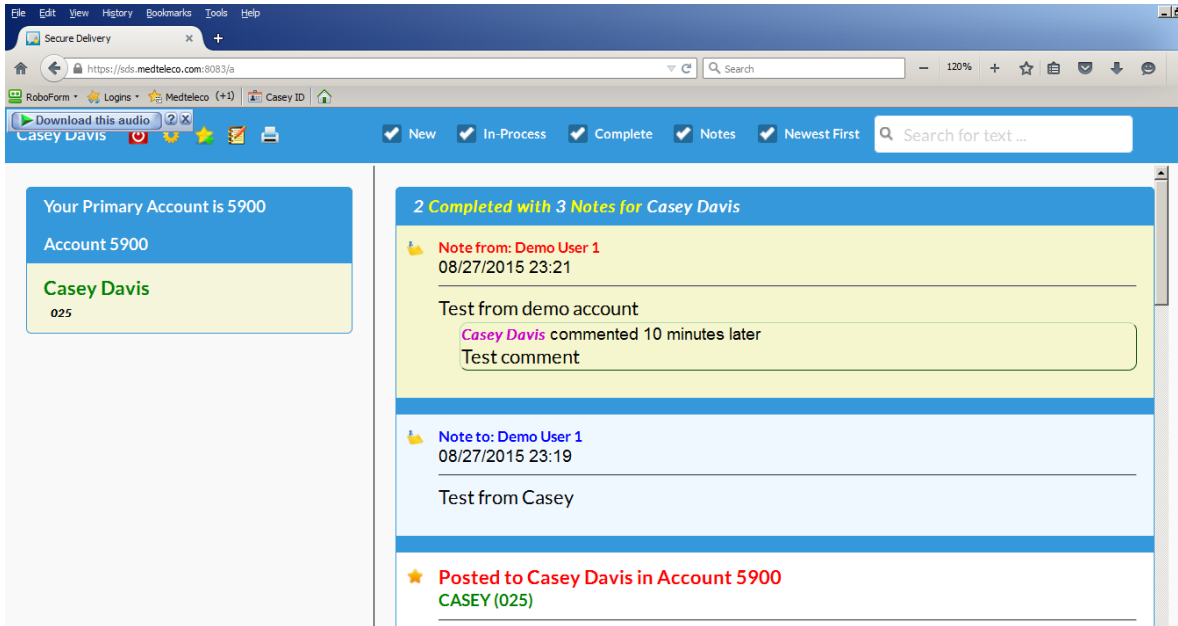 File Edit View History Bookmarks Tools Help
Secure Delivery × +
https://sds.medteleco.com:8083/a Search 120%
RoboForm Logins Medteleco (+1) Casey ID
Download this audio ? X
Casey Davis New In-Process Complete Notes Newest First Search for text ...
Your Primary Account is 5900
Account 5900
Casey Davis
025
2 Completed with 3 Notes for Casey Davis
Note from: Demo User 1
08/27/2015 23:21
Test from demo account
Casey Davis commented 10 minutes later
Test comment
Note to: Demo User 1
08/27/2015 23:19
Test from Casey
Posted to Casey Davis in Account 5900
CASEY (025)